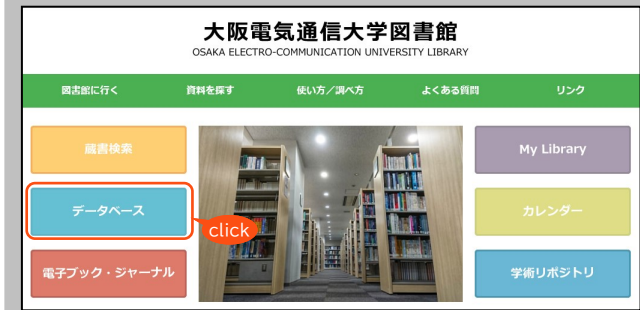 大阪電気通信大学図書館
OSAKA ELECTRO-COMMUNICATION UNIVERSITY LIBRARY
図書館に行く 資料を探す 使い方／調べ方 よくある質問 リンク
蔵書検索
My Library
データベース
click
カレンダー
電子ブック・ジャーナル
学術リポジトリ